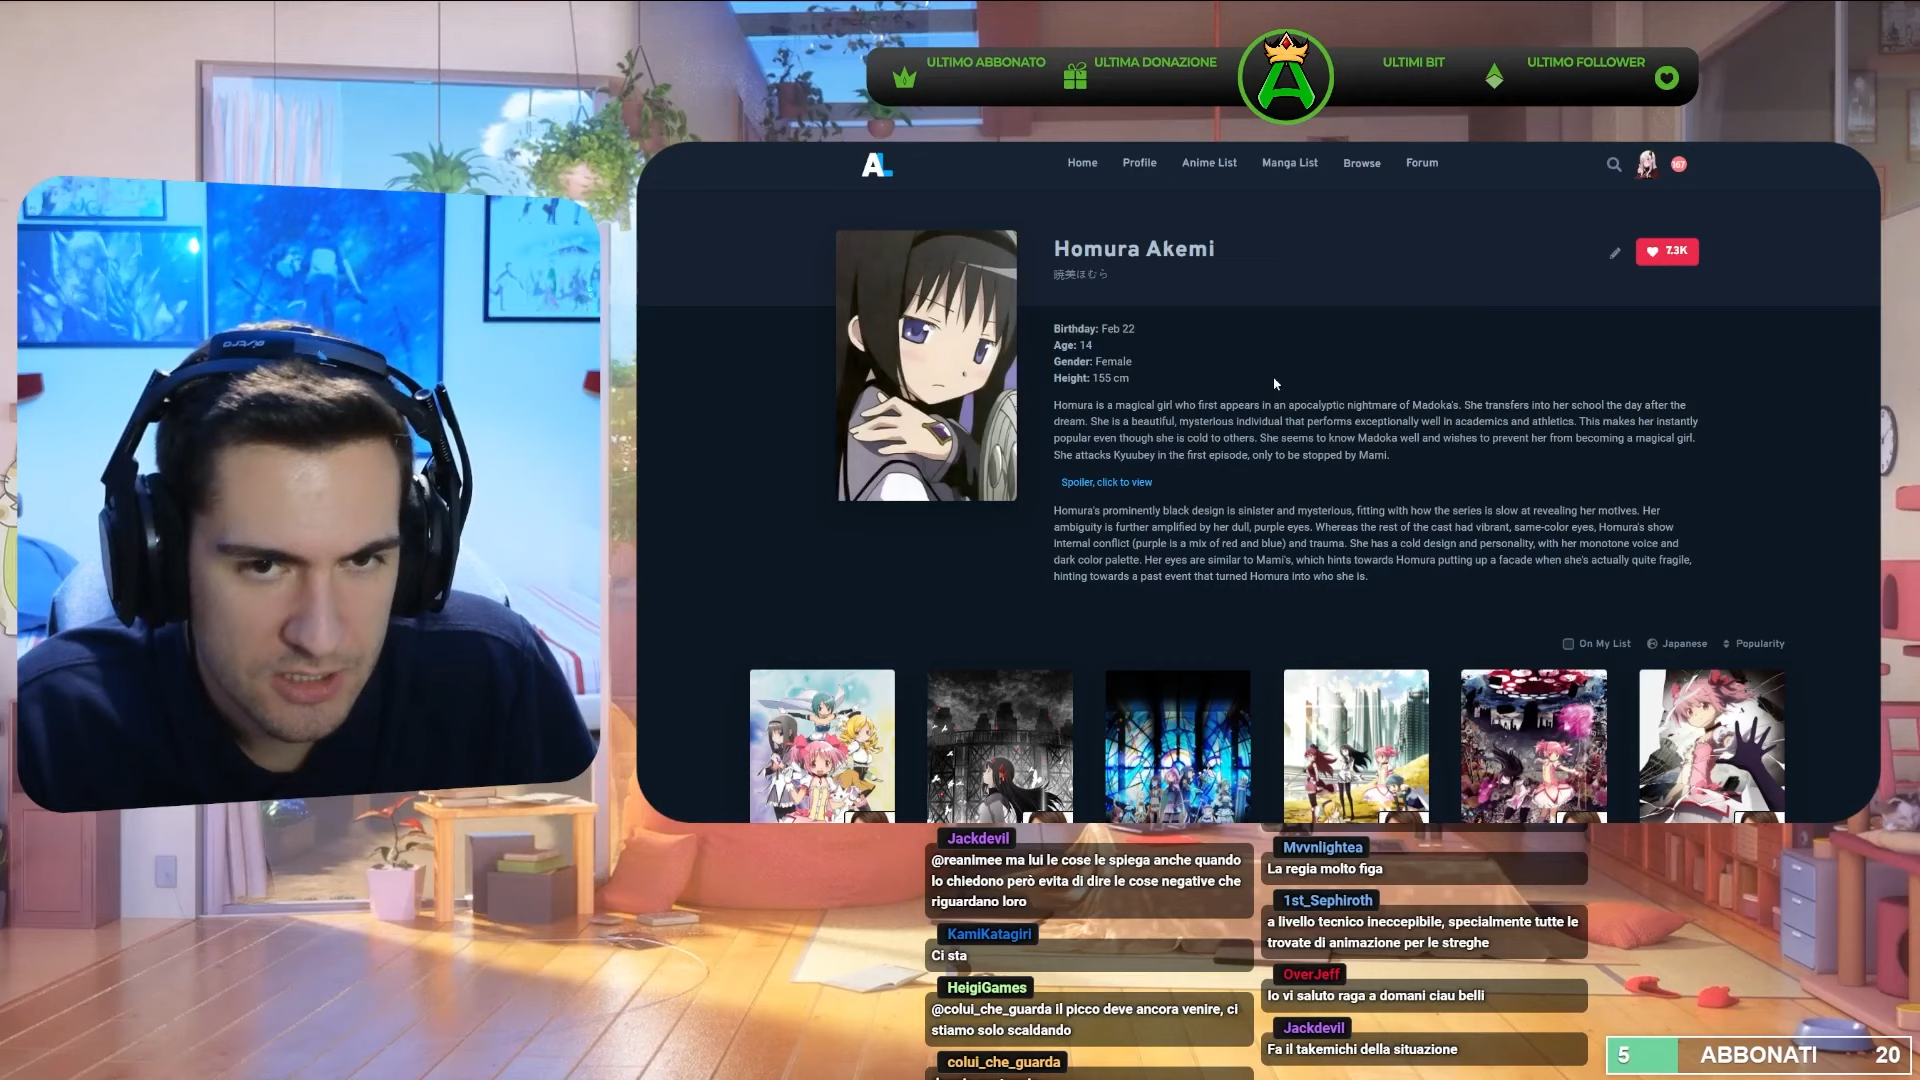 ULTIMO ABBONATO
ULTIMA DONAZIONE
A
ULTIMI BIT
ULTIMO FOLLOWER
AL
Home
Profile
Anime List
Manga List
Browse
Forum
167
Homura Akemi
暁美ほむら
7.3K
Birthday: Feb 22
Age: 14
Gender: Female
Height: 155 cm
Homura is a magical girl who first appears in an apocalyptic nightmare of Madoka's. She transfers into her school the day after the
dream. She is a beautiful, mysterious individual that performs exceptionally well in academics and athletics. This makes her instantly
popular even though she is cold to others. She seems to know Madoka well and wishes to prevent her from becoming a magical girl.
She attacks Kyuubey in the first episode, only to be stopped by Mami.
Spoiler, click to view
Homura's prominently black design is sinister and mysterious, fitting with how the series is slow at revealing her motives. Her
ambiguity is further amplified by her dull, purple eyes. Whereas the rest of the cast had vibrant, same-color eyes, Homura's show
internal conflict (purple is a mix of red and blue) and trauma. She has a cold design and personality, with her monotone voice and
dark color palette. Her eyes are similar to Mami's, which hints towards Homura putting up a facade when she's actually quite fragile,
hinting towards a past event that turned Homura into who she is.
On My List
Japanese
Popularity
Jackdevil
@reanimee ma lui le cose le spiega anche quando
lo chiedono però evita di dire le cose negative che
riguardano loro
KamiKatagiri
Ci sta
HeigiGames
@colui_che_guarda il picco deve ancora venire, ci
stiamo solo scaldando
colui_che_guarda
Mvvnlightea
La regia molto figa
1st_Sephiroth
a livello tecnico ineccepibile, specialmente tutte le
trovate di animazione per le streghe
OverJeff
Io vi saluto raga a domani ciau belli
Jackdevil
Fa il takemichi della situazione
5
ABBONATI
20